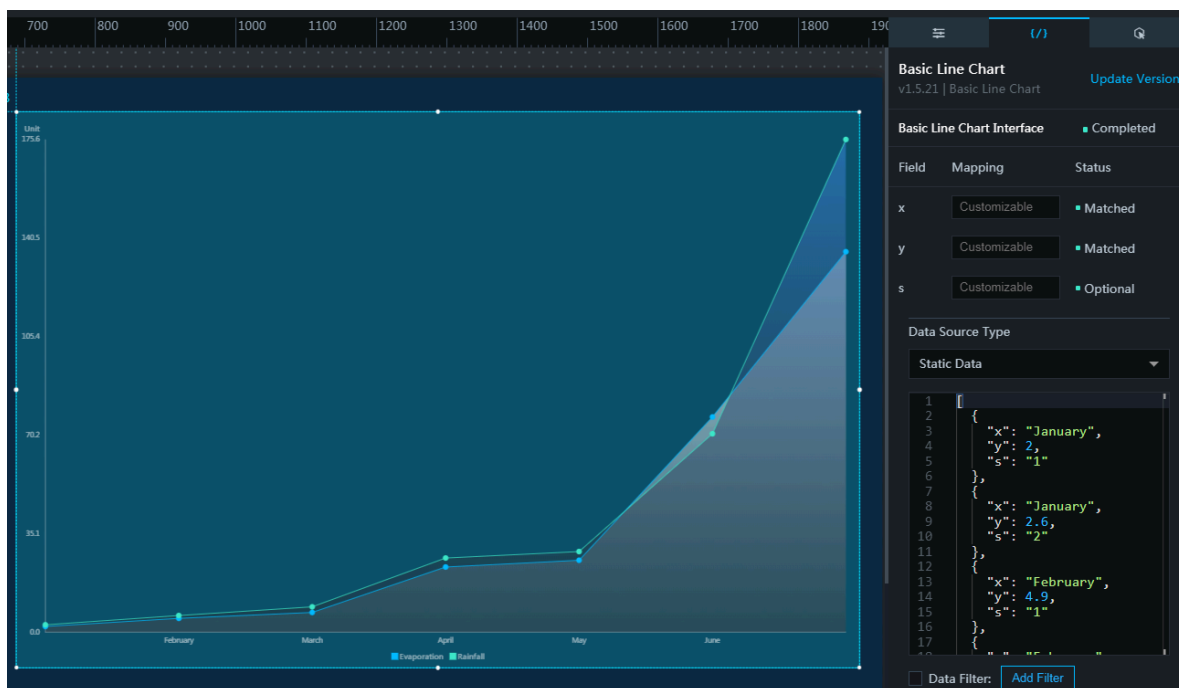 700 800 900 1000 1100 1200 1300 1400 1500 1600 1700 1800 190
Basic Line Chart
Update Version
v1.5.21 | Basic Line Chart
Basic Line Chart Interface
Completed
Field Mapping Status
x Customizable Matched
y Customizable Matched
s Customizable Optional
Data Source Type
Static Data
1 [
2 {
3 "x": "January",
4 "y": 2,
5 "s": "1"
6 },
7 {
8 "x": "January",
9 "y": 2.6,
10 "s": "2"
11 },
12 {
13 "x": "February",
14 "y": 4.9,
15 "s": "1"
16 },
17 {
Data Filter: Add Filter
Unit
175.6
140.5
105.4
70.2
35.1
0.0
February March April May June
Evaporation Rainfall